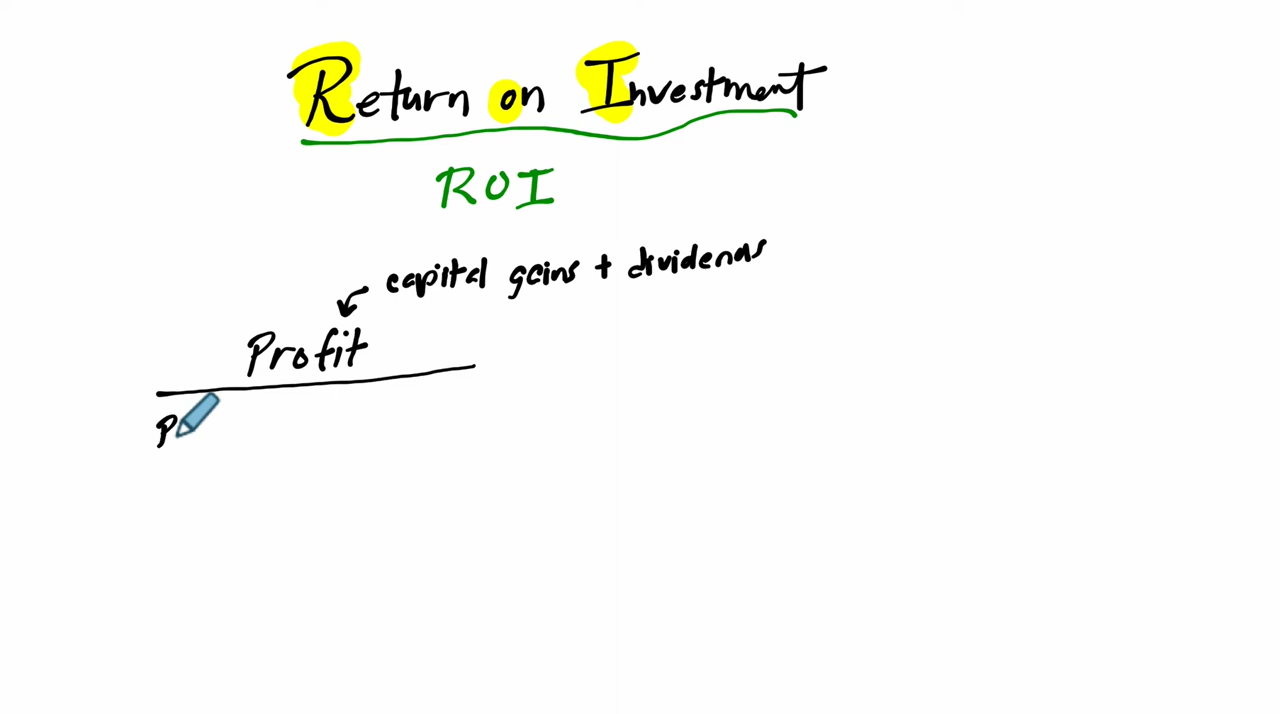 Return on Investment
ROI
capital gains + dividends
Profit
P